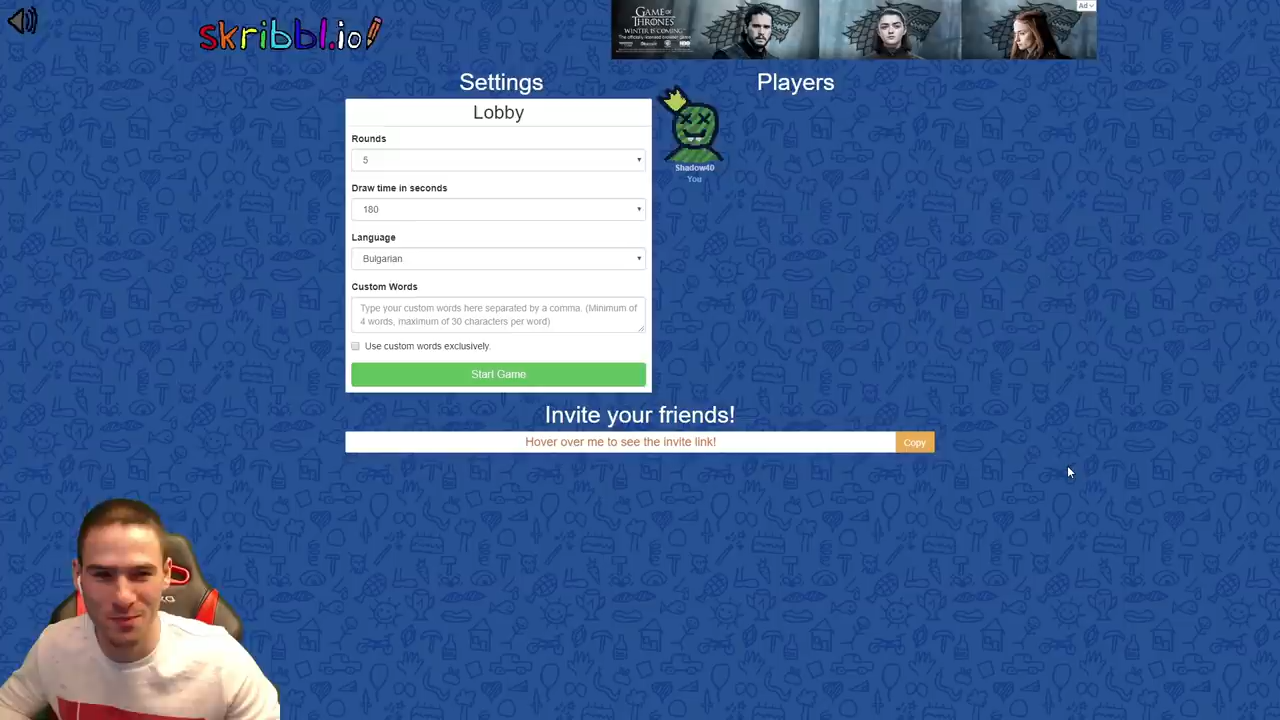 skribbl.io
GAME OF
THRONES
WINTER IS COMING
Ad
Settings
Players
Lobby
Rounds
5
Draw time in seconds
180
Language
Bulgarian
Custom Words
Type your custom words here separated by a comma. (Minimum of
4 words, maximum of 30 characters per word)
Use custom words exclusively.
Start Game
Shadow40
You
Invite your friends!
Hover over me to see the invite link!
Copy